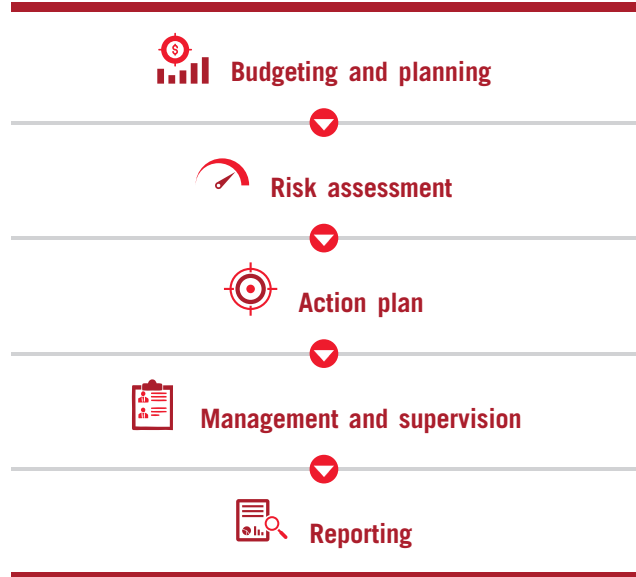 Budgeting and planning
Risk assessment
Action plan
Management and supervision
Reporting